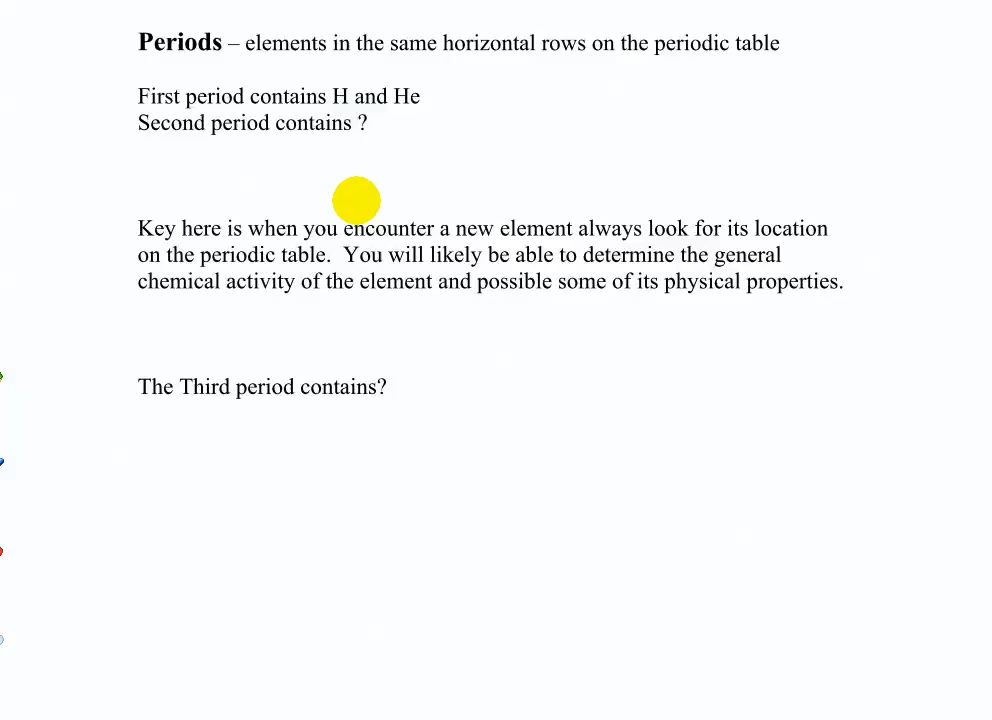 Periods – elements in the same horizontal rows on the periodic table
First period contains H and He
Second period contains ?
Key here is when you encounter a new element always look for its location
on the periodic table.  You will likely be able to determine the general
chemical activity of the element and possible some of its physical properties.
The Third period contains?